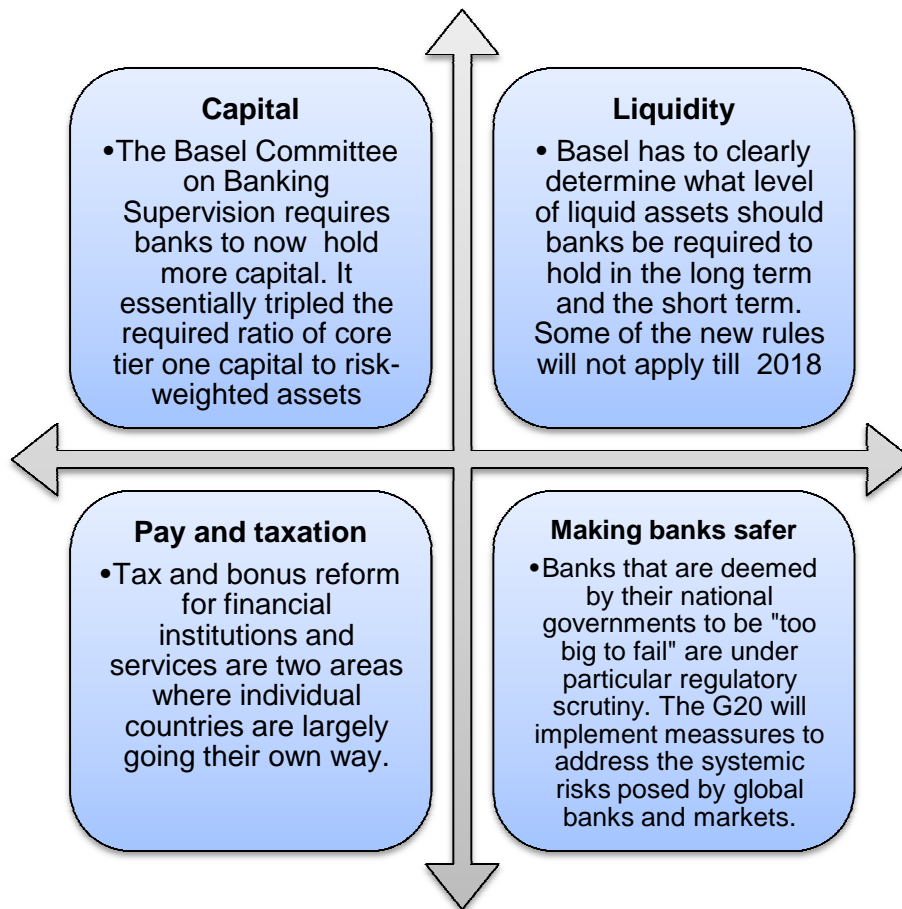 Capital
•The Basel Committee
on Banking
Supervision requires
banks to now  hold
more capital. It
essentially tripled the
required ratio of core
tier one capital to risk-
weighted assets
Liquidity
• Basel has to clearly
determine what level
of liquid assets should
banks be required to
hold in the long term
and the short term.
Some of the new rules
will not apply till  2018
Pay and taxation
•Tax and bonus reform
for financial
institutions and
services are two areas
where individual
countries are largely
going their own way.
Making banks safer
•Banks that are deemed
by their national
governments to be "too
big to fail" are under
particular regulatory
scrutiny. The G20 will
implement meassures to
address the systemic
risks posed by global
banks and markets.